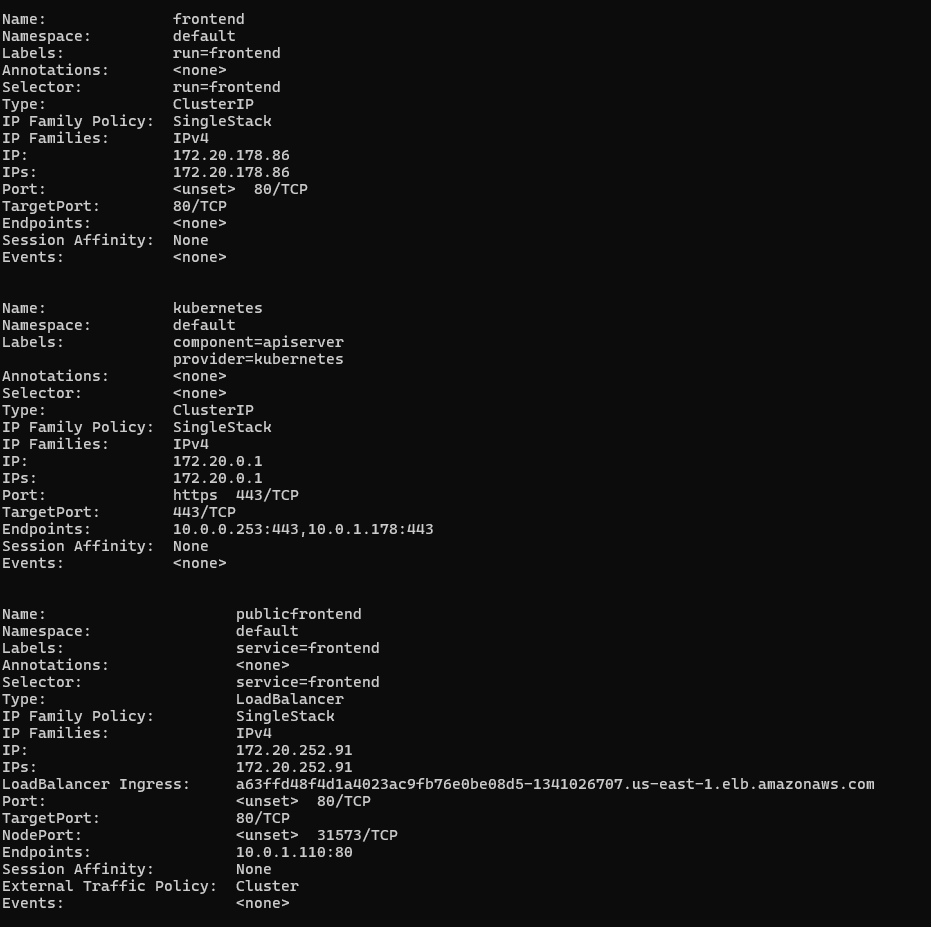 Name:              frontend
Namespace:         default
Labels:            run=frontend
Annotations:       <none>
Selector:          run=frontend
Type:              ClusterIP
IP Family Policy:  SingleStack
IP Families:       IPv4
IP:                172.20.178.86
IPs:               172.20.178.86
Port:              <unset>  80/TCP
TargetPort:        80/TCP
Endpoints:         <none>
Session Affinity:  None
Events:            <none>
Name:              kubernetes
Namespace:         default
Labels:            component=apiserver
                   provider=kubernetes
Annotations:       <none>
Selector:          <none>
Type:              ClusterIP
IP Family Policy:  SingleStack
IP Families:       IPv4
IP:                172.20.0.1
IPs:               172.20.0.1
Port:              https  443/TCP
TargetPort:        443/TCP
Endpoints:         10.0.0.253:443,10.0.1.178:443
Session Affinity:  None
Events:            <none>
Name:                     publicfrontend
Namespace:                default
Labels:                   service=frontend
Annotations:              <none>
Selector:                 service=frontend
Type:                     LoadBalancer
IP Family Policy:         SingleStack
IP Families:              IPv4
IP:                       172.20.252.91
IPs:                      172.20.252.91
LoadBalancer Ingress:     a63ffd48f4d1a4023ac9fb76e0be08d5-1341026707.us-east-1.elb.amazonaws.com
Port:                     <unset>  80/TCP
TargetPort:               80/TCP
NodePort:                 <unset>  31573/TCP
Endpoints:                10.0.1.110:80
Session Affinity:         None
External Traffic Policy:  Cluster
Events:                   <none>